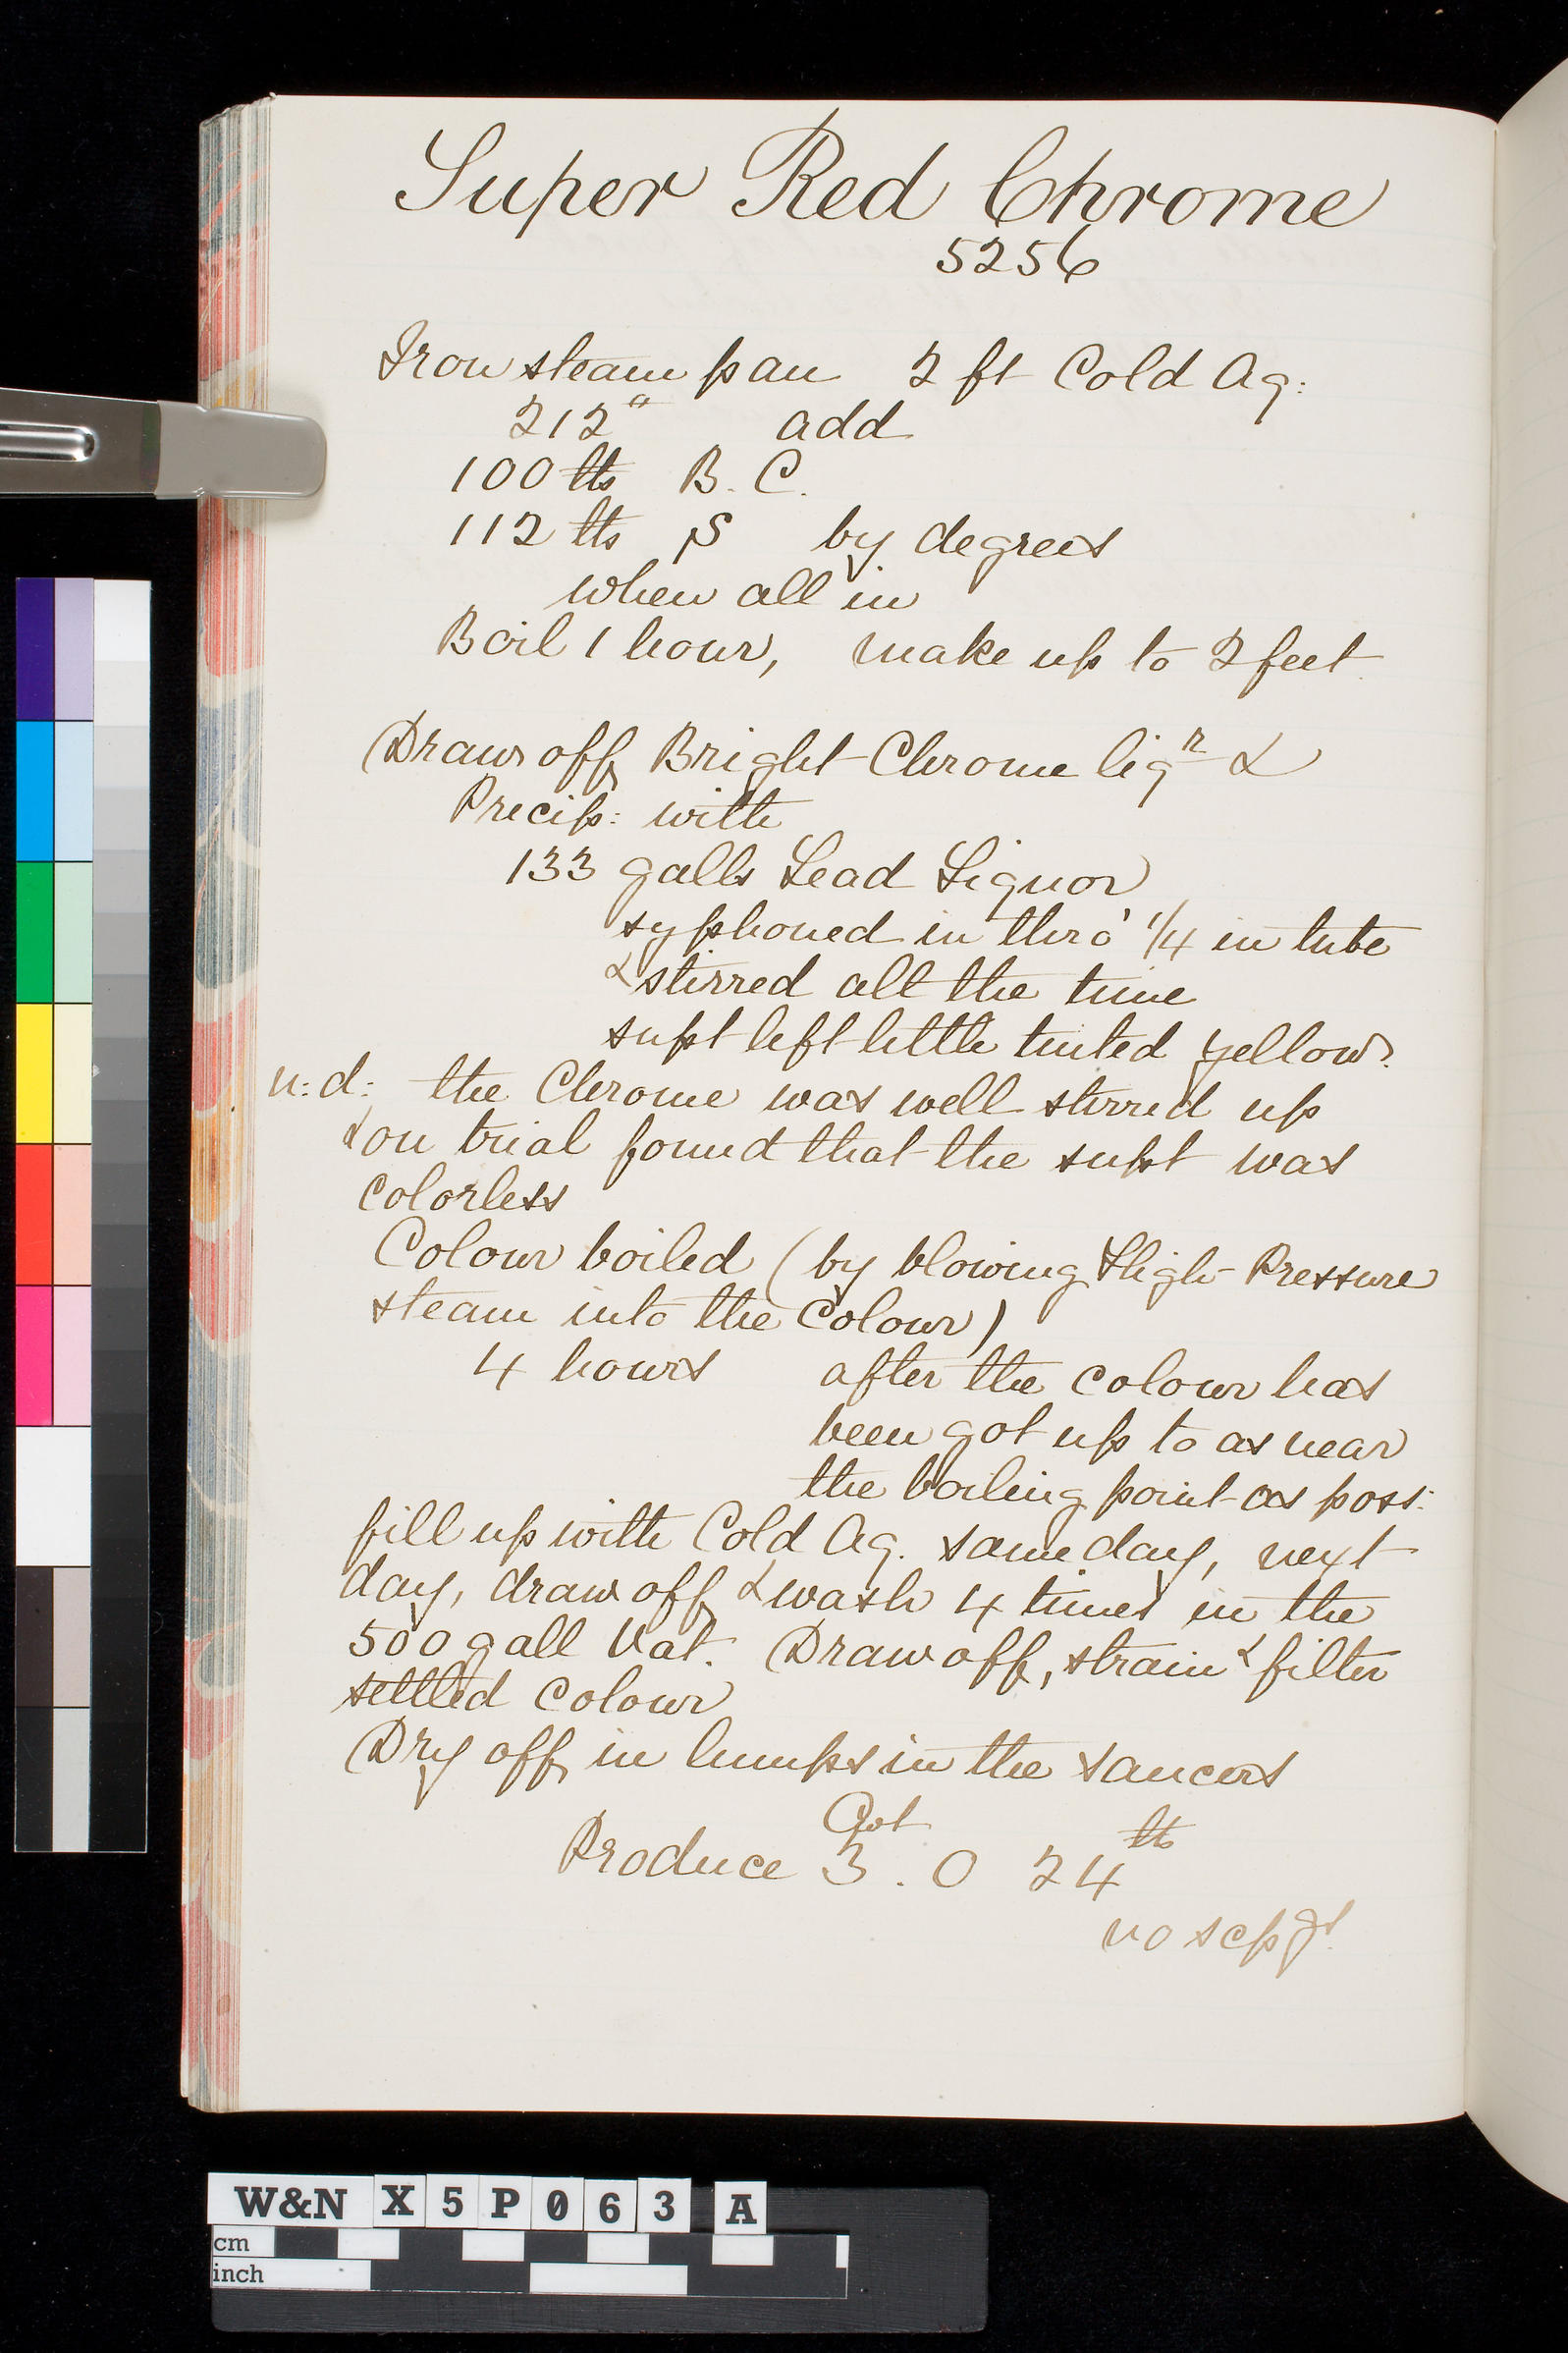 Super Red Chrome
5256
Iron steam pan 2 ft Cold Aq:
212° add
100 lbs B. C.
112 lbs S by degrees
when all in
Boil 1 hour, make up to 2 feet
Draw off Bright Chrome liqr &
Precip: with
133 galls Lead Liquor
syphoned in thro' 1/4 in tube
& stirred all the time
supt left little tinted yellow.
n: d: the Chrome was well stirred up
& on trial found that the supt was
colorless
Colour boiled (by blowing High Pressure
steam into the Colour)
4 hours after the colour has
been got up to as near
the boiling point as poss:
fill up with Cold Aq. same day, next
day, draw off & wash 4 times in the
500 gall Vat. Draw off, strain & filter
settled colour
Dry off in lumps in the saucers
Cwt lbs
Produce 3 . 0 24
no scpgs.
W&N X5P063 A
cm
inch